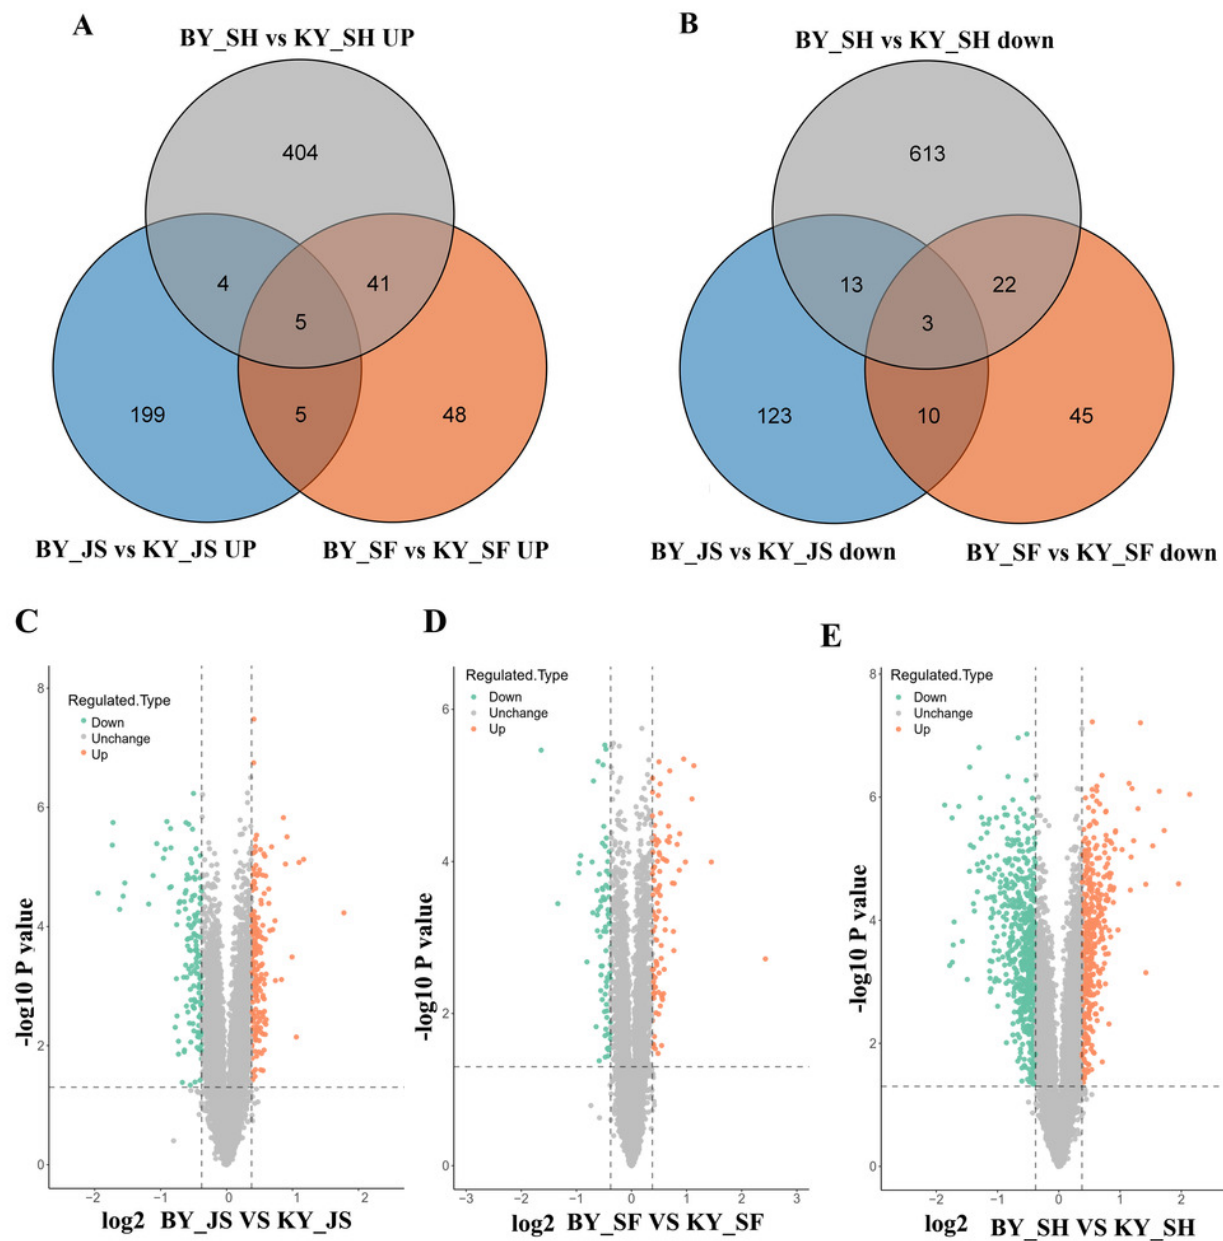 A
BY_SH vs KY_SH UP
404
4
41
5
199
5
48
BY_JS vs KY_JS UP
BY_SF vs KY_SF UP
B
BY_SH vs KY_SH down
613
13
22
3
123
10
45
BY_JS vs KY_JS down
BY_SF vs KY_SF down
C
Regulated.Type
Down
Unchange
Up
8
6
4
2
0
-log10 P value
−2
−1
0
1
2
log2 BY_JS VS KY_JS
D
Regulated.Type
Down
Unchange
Up
6
4
2
0
-log10 P value
−3
−2
−1
0
1
2
3
log2 BY_SF VS KY_SF
E
Regulated.Type
Down
Unchange
Up
8
6
4
2
0
-log10 P value
−2
−1
0
1
2
log2 BY_SH VS KY_SH